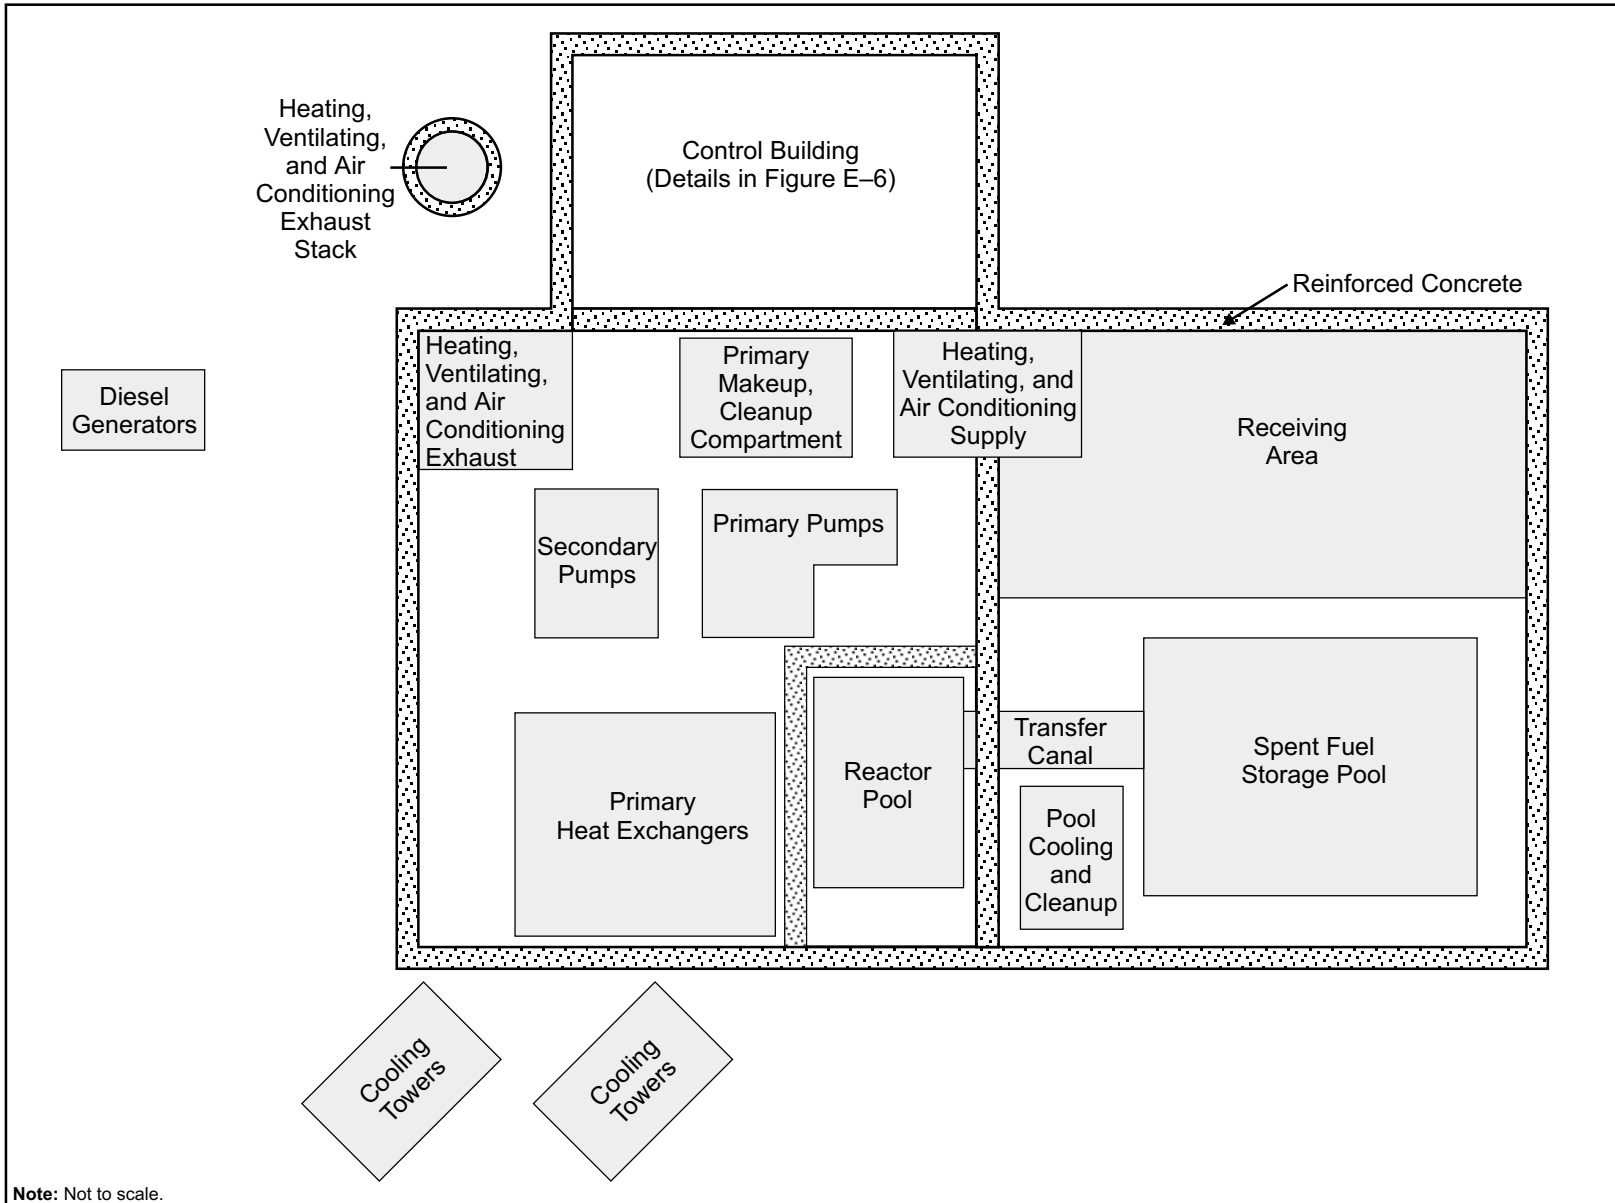 Heating,
Ventilating,
and Air
Conditioning
Exhaust
Stack
Control Building
(Details in Figure E–6)
Reinforced Concrete
Diesel
Generators
Heating,
Ventilating,
and Air
Conditioning
Exhaust
Primary
Makeup,
Cleanup
Compartment
Heating,
Ventilating, and
Air Conditioning
Supply
Receiving
Area
Secondary
Pumps
Primary Pumps
Primary
Heat Exchangers
Reactor
Pool
Transfer
Canal
Spent Fuel
Storage Pool
Pool
Cooling
and
Cleanup
Cooling
Towers
Cooling
Towers
Note: Not to scale.